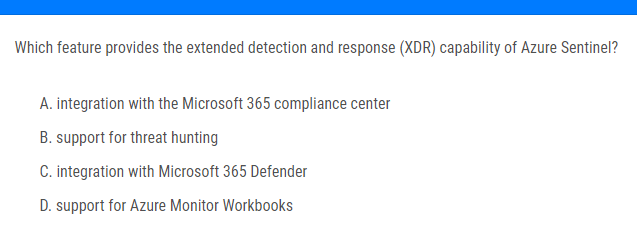 Which feature provides the extended detection and response (XDR) capability of Azure Sentinel?
A. integration with the Microsoft 365 compliance center
B. support for threat hunting
C. integration with Microsoft 365 Defender
D. support for Azure Monitor Workbooks